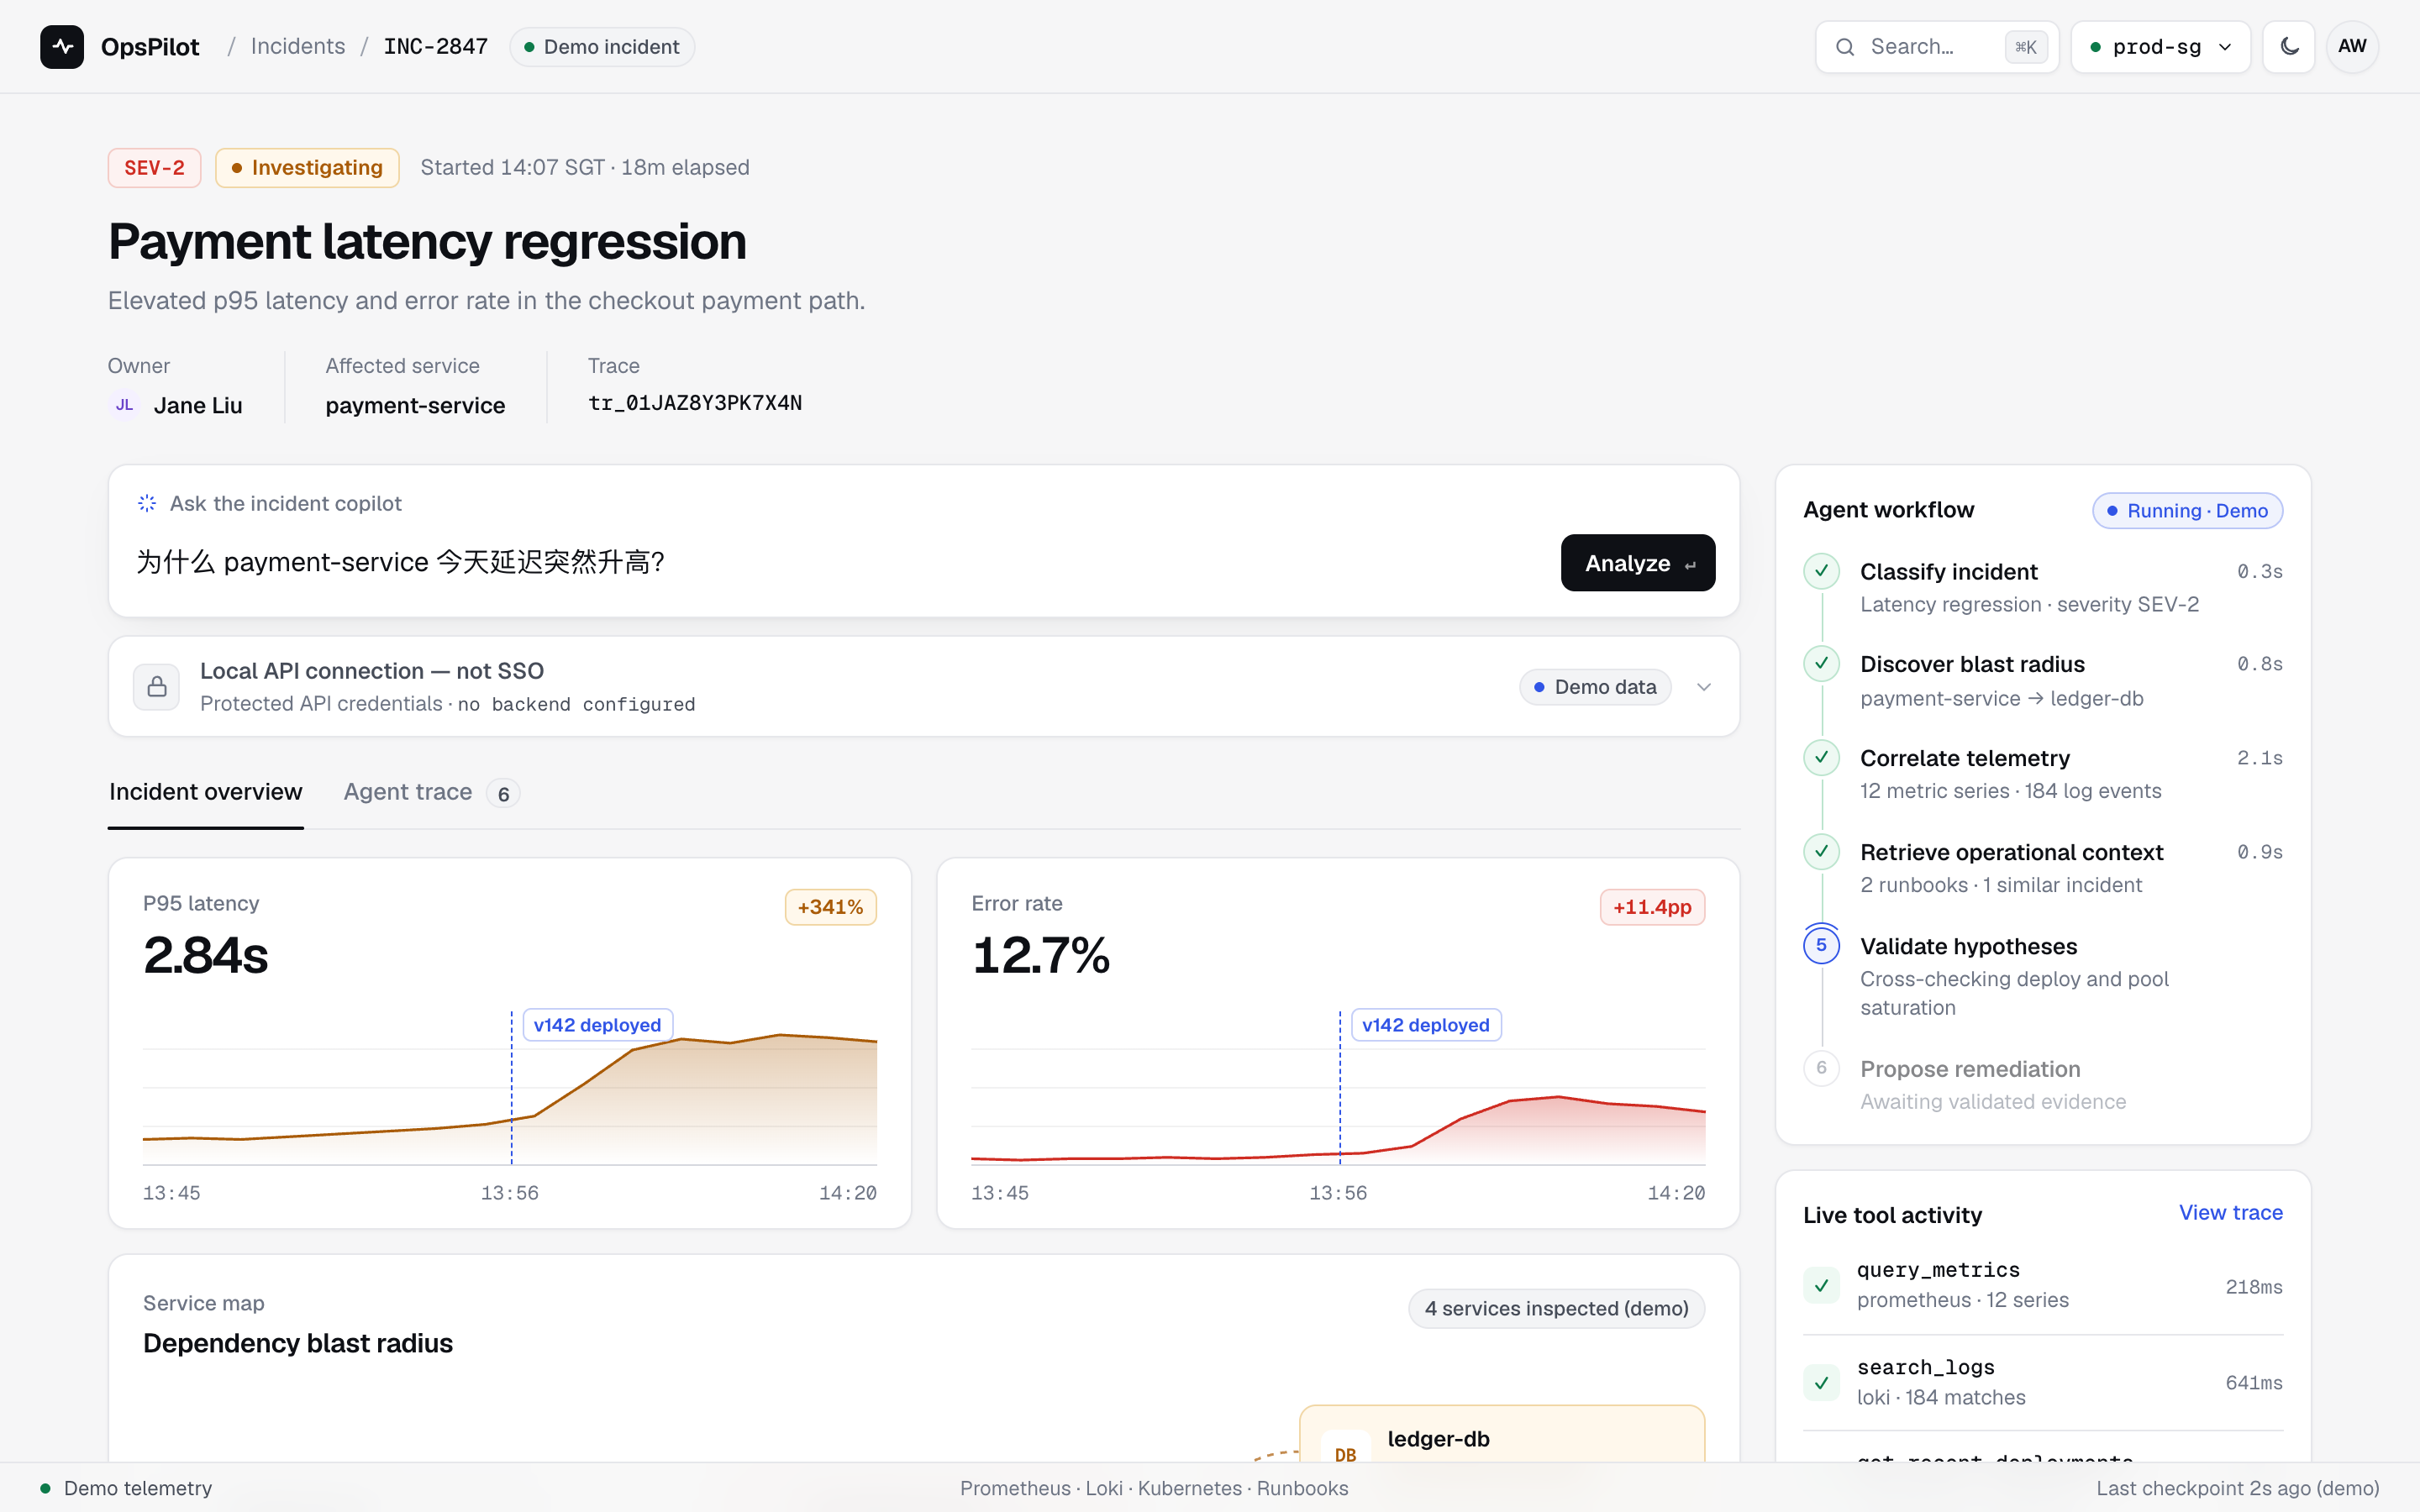 OpsPilot / Incidents / INC-2847 Demo incident
Search... ⌘K prod-sg AW
SEV-2 Investigating Started 14:07 SGT · 18m elapsed
Payment latency regression
Elevated p95 latency and error rate in the checkout payment path.
Owner
JL Jane Liu
Affected service
payment-service
Trace
tr_01JAZ8Y3PK7X4N
Ask the incident copilot
为什么 payment-service 今天延迟突然升高?
Analyze ↵
Local API connection — not SSO
Protected API credentials · no backend configured
Demo data
Incident overview Agent trace 6
P95 latency
+341%
2.84s
v142 deployed
13:45 13:56 14:20
Error rate
+11.4pp
12.7%
v142 deployed
13:45 13:56 14:20
Service map
4 services inspected (demo)
Dependency blast radius
ledger-db
DB
Agent workflow Running · Demo
Classify incident 0.3s
Latency regression · severity SEV-2
Discover blast radius 0.8s
payment-service → ledger-db
Correlate telemetry 2.1s
12 metric series · 184 log events
Retrieve operational context 0.9s
2 runbooks · 1 similar incident
5 Validate hypotheses
Cross-checking deploy and pool
saturation
6 Propose remediation
Awaiting validated evidence
Live tool activity View trace
query_metrics
prometheus · 12 series 218ms
search_logs
loki · 184 matches 641ms
get_recent_deployments
Demo telemetry Prometheus · Loki · Kubernetes · Runbooks Last checkpoint 2s ago (demo)